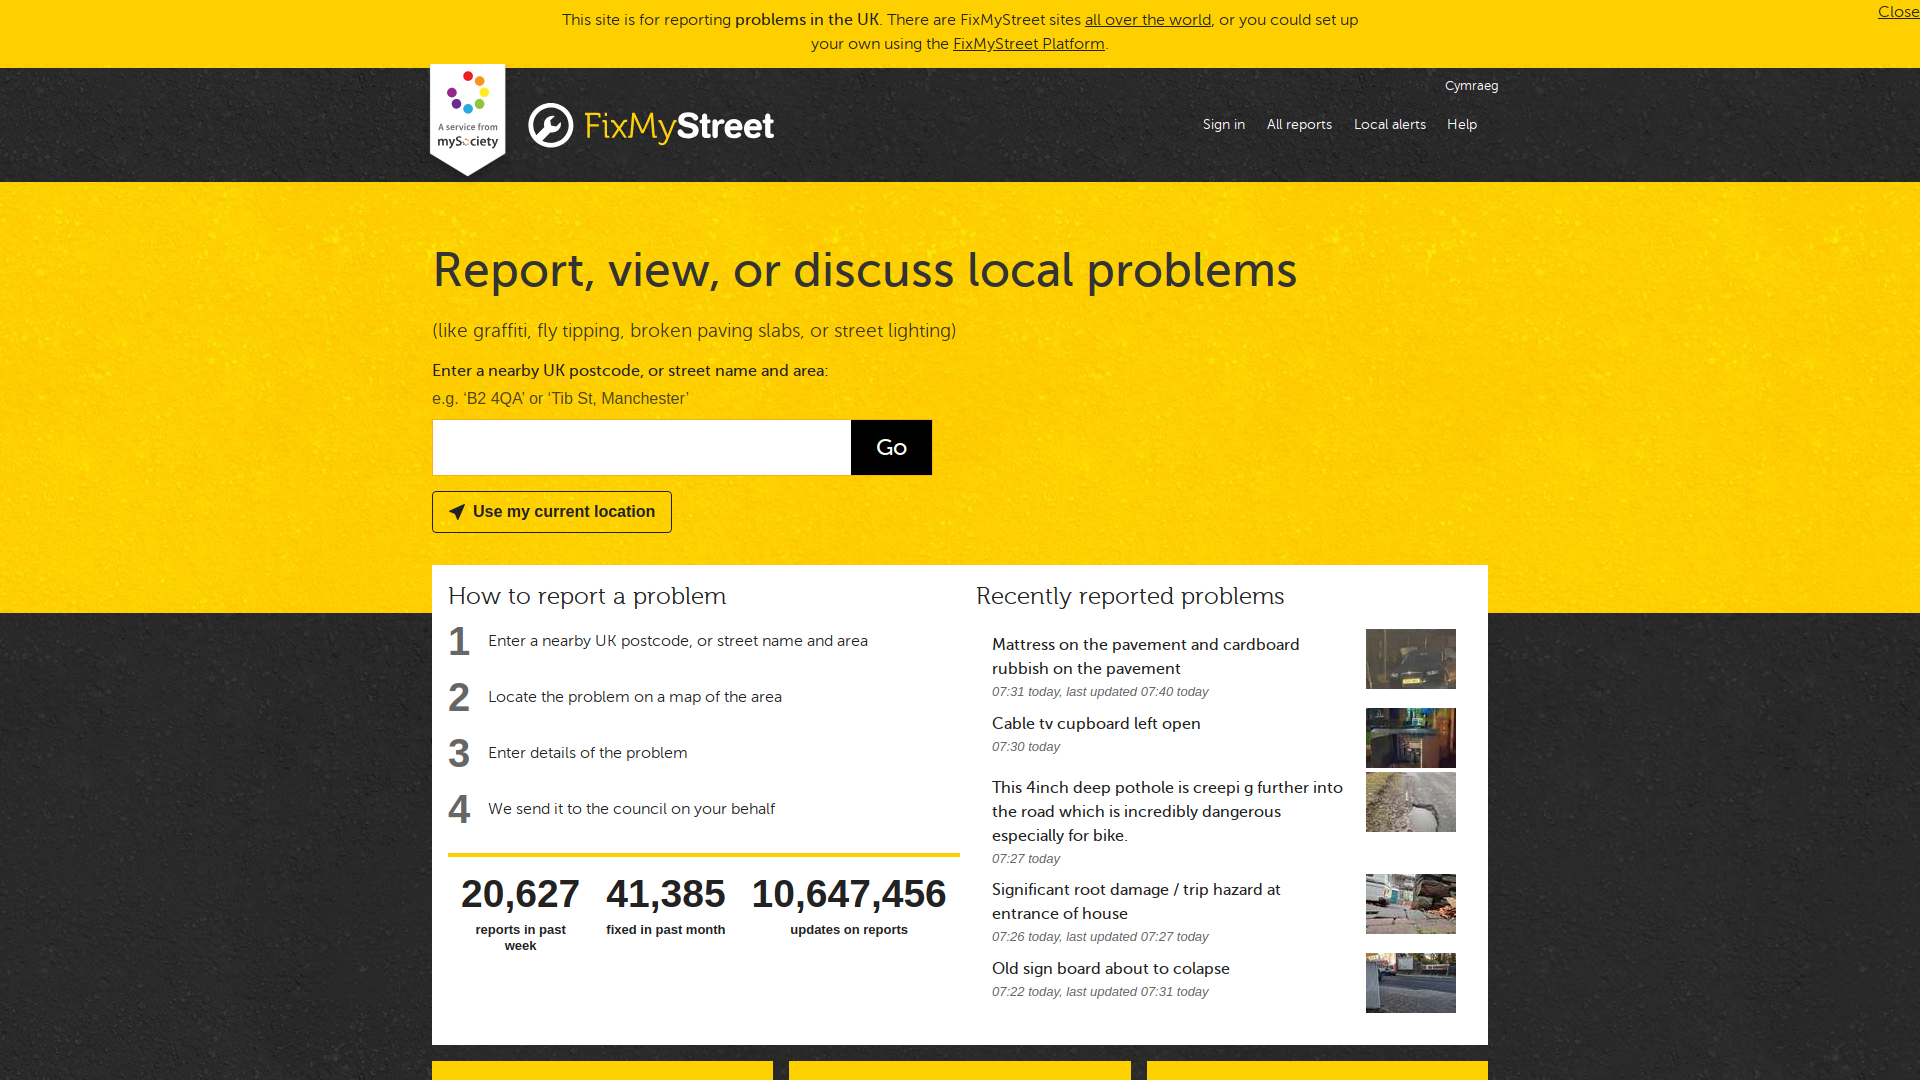 This site is for reporting problems in the UK. There are FixMyStreet sites all over the world, or you could set up
your own using the FixMyStreet Platform.
Close
Cymraeg
A service from
mySociety
FixMyStreet
Sign in
All reports
Local alerts
Help
Report, view, or discuss local problems
(like graffiti, fly tipping, broken paving slabs, or street lighting)
Enter a nearby UK postcode, or street name and area:
e.g. ‘B2 4QA’ or ‘Tib St, Manchester’
Go
Use my current location
How to report a problem
1 Enter a nearby UK postcode, or street name and area
2 Locate the problem on a map of the area
3 Enter details of the problem
4 We send it to the council on your behalf
20,627
reports in past
week
41,385
fixed in past month
10,647,456
updates on reports
Recently reported problems
Mattress on the pavement and cardboard
rubbish on the pavement
07:31 today, last updated 07:40 today
Cable tv cupboard left open
07:30 today
This 4inch deep pothole is creepi g further into
the road which is incredibly dangerous
especially for bike.
07:27 today
Significant root damage / trip hazard at
entrance of house
07:26 today, last updated 07:27 today
Old sign board about to colapse
07:22 today, last updated 07:31 today